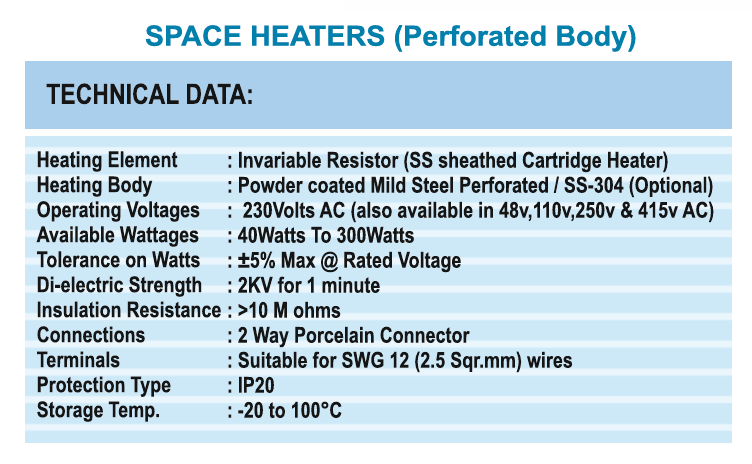 SPACE HEATERS (Perforated Body)
TECHNICAL DATA:
Heating Element : Invariable Resistor (SS sheathed Cartridge Heater)
Heating Body : Powder coated Mild Steel Perforated / SS-304 (Optional)
Operating Voltages : 230Volts AC (also available in 48v,110v,250v & 415v AC)
Available Wattages : 40Watts To 300Watts
Tolerance on Watts : ±5% Max @ Rated Voltage
Di-electric Strength : 2KV for 1 minute
Insulation Resistance : >10 M ohms
Connections : 2 Way Porcelain Connector
Terminals : Suitable for SWG 12 (2.5 Sqr.mm) wires
Protection Type : IP20
Storage Temp. : -20 to 100°C